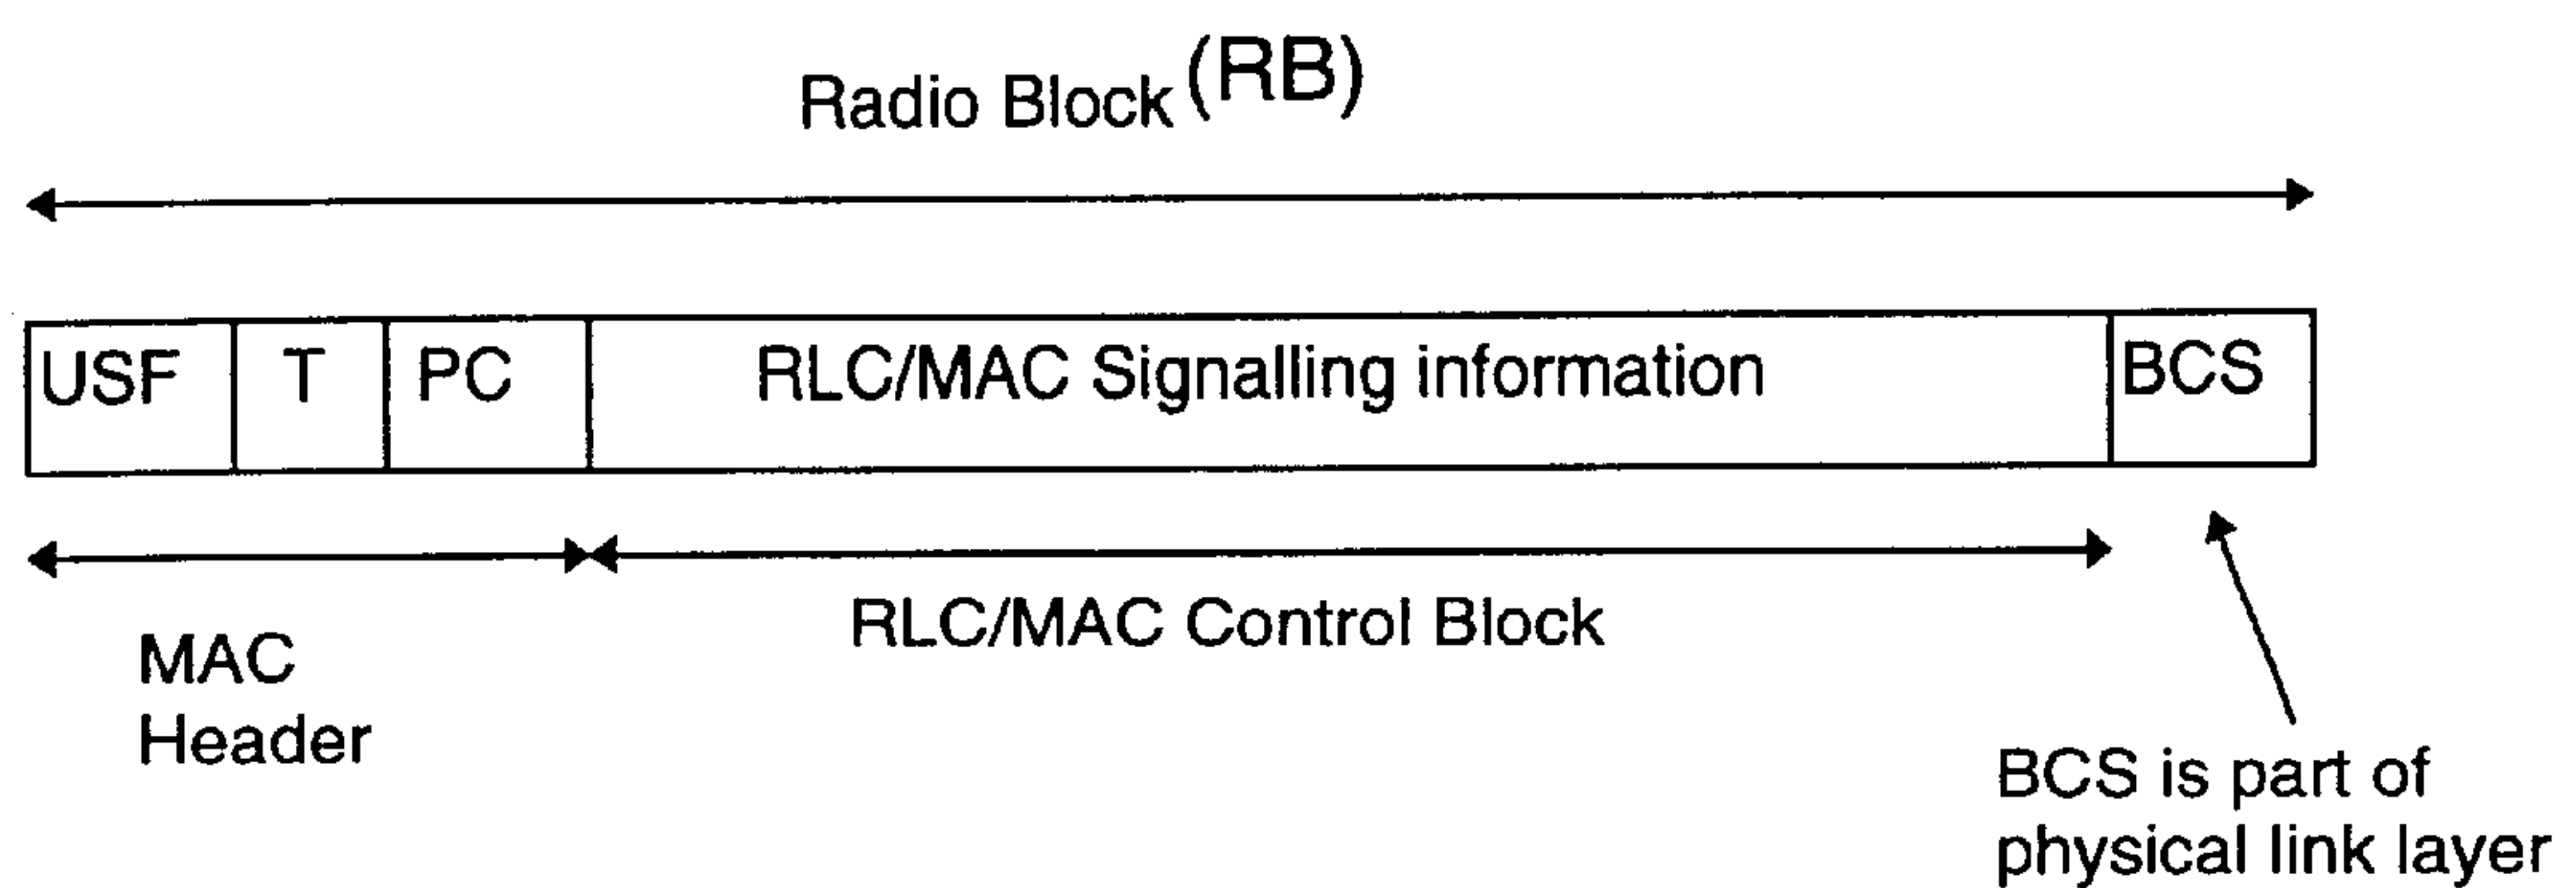 Radio Block (RB)
USF T PC RLC/MAC Signalling information BCS
RLC/MAC Control Block
MAC
Header
BCS is part of
physical link layer